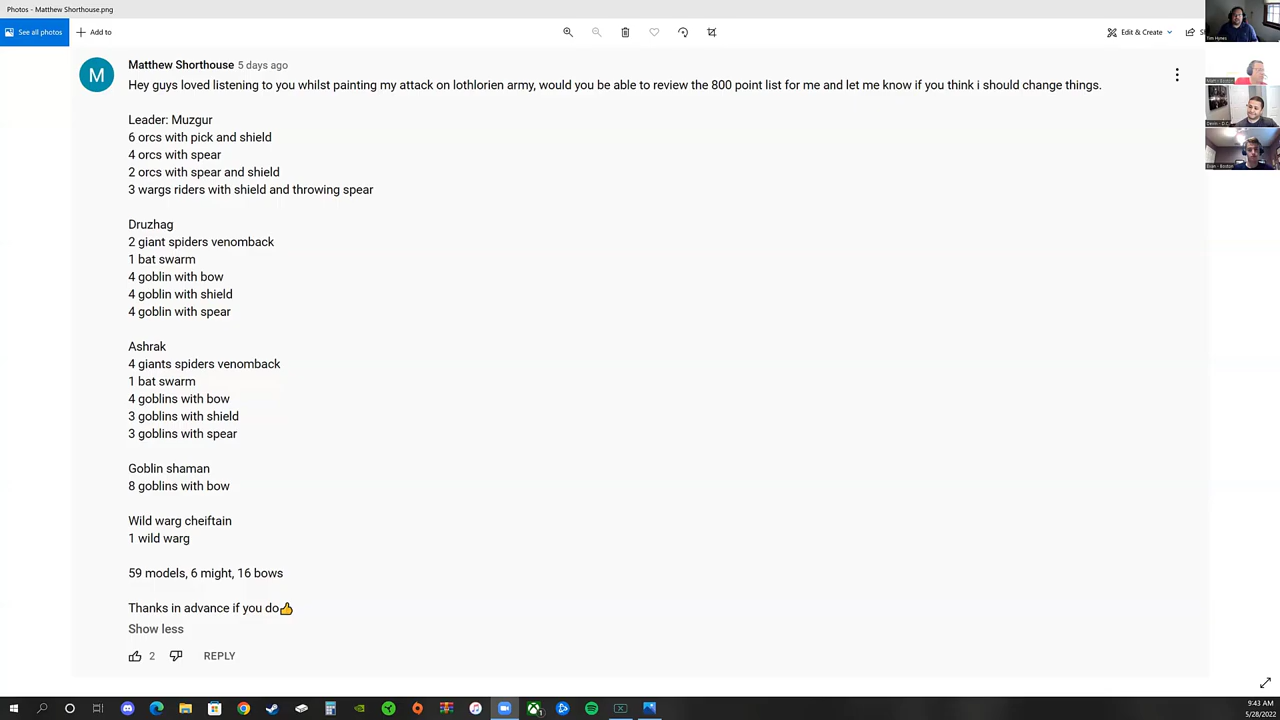 Photos - Matthew Shorthouse.png
See all photos
Add to
Edit & Create
Tim Hynes
Matthew Shorthouse 5 days ago
M
Hey guys loved listening to you whilst painting my attack on lothlorien army, would you be able to review the 800 point list for me and let me know if you think i should change things.
Leader: Muzgur
6 orcs with pick and shield
4 orcs with spear
2 orcs with spear and shield
3 wargs riders with shield and throwing spear
Druzhag
2 giant spiders venomback
1 bat swarm
4 goblin with bow
4 goblin with shield
4 goblin with spear
Ashrak
4 giants spiders venomback
1 bat swarm
4 goblins with bow
3 goblins with shield
3 goblins with spear
Goblin shaman
8 goblins with bow
Wild warg cheiftain
1 wild warg
59 models, 6 might, 16 bows
Thanks in advance if you do👍
Show less
2
REPLY
9:43 AM
5/28/2022